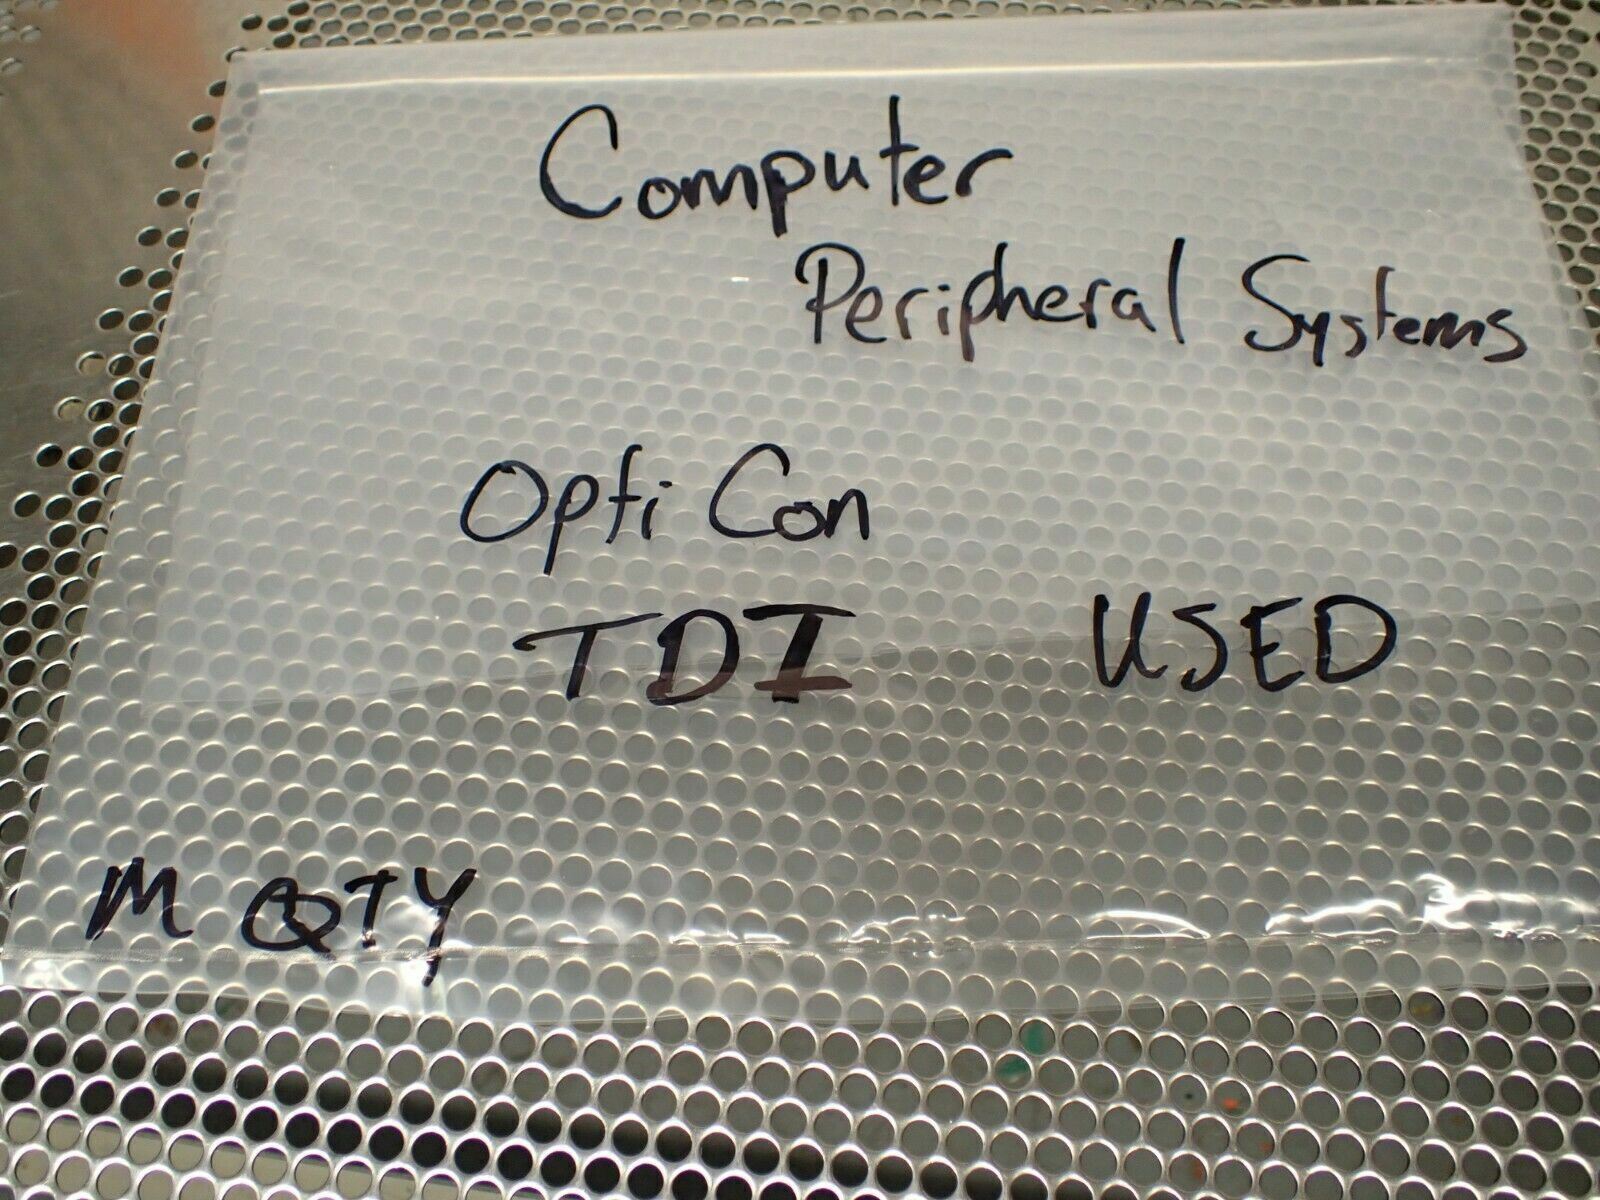 Computer
Peripheral Systems
Opti Con
TDI USED
M QTY